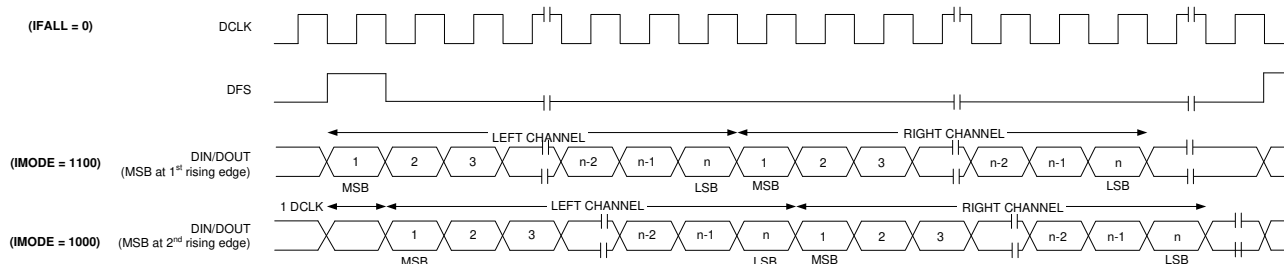 (IFALL = 0) DCLK
DFS
LEFT CHANNEL RIGHT CHANNEL
(IMODE = 1100) DIN/DOUT 1 2 3 n-2 n-1 n 1 2 3 n-2 n-1 n
(MSB at 1st rising edge)
MSB LSB MSB LSB
1 DCLK LEFT CHANNEL RIGHT CHANNEL
(IMODE = 1000) DIN/DOUT 1 2 3 n-2 n-1 n 1 2 3 n-2 n-1 n
(MSB at 2nd rising edge)
MSB LSB MSB LSB